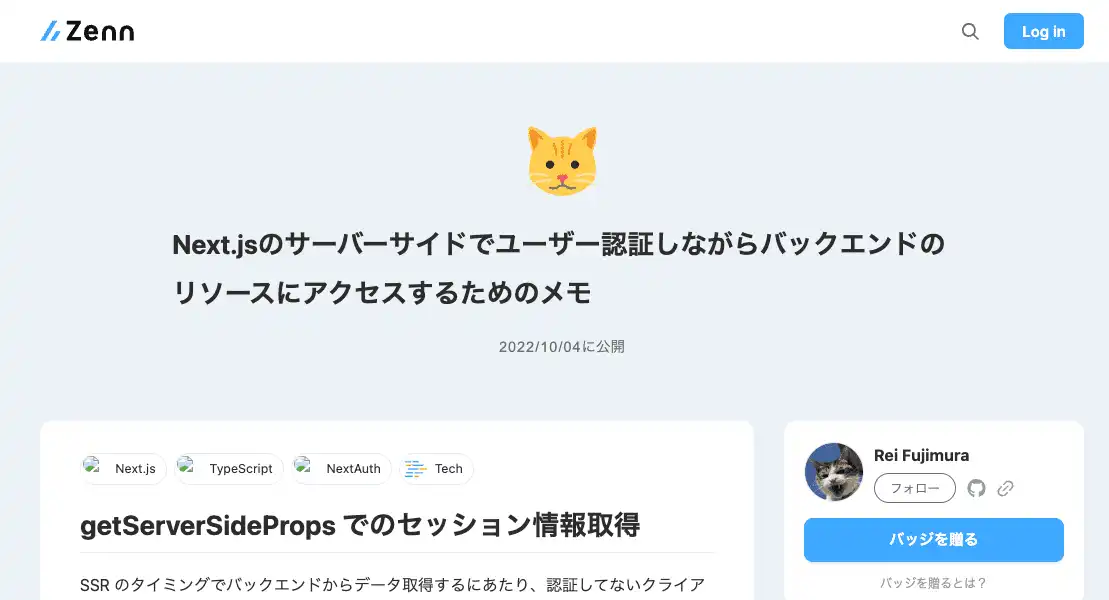 Zenn
Log in
Next.jsのサーバーサイドでユーザー認証しながらバックエンドの
リソースにアクセスするためのメモ
2022/10/04に公開
Next.js
TypeScript
NextAuth
Tech
getServerSideProps でのセッション情報取得
SSR のタイミングでバックエンドからデータ取得するにあたり、認証してないクライア
Rei Fujimura
フォロー
バッジを贈る
バッジを贈るとは？